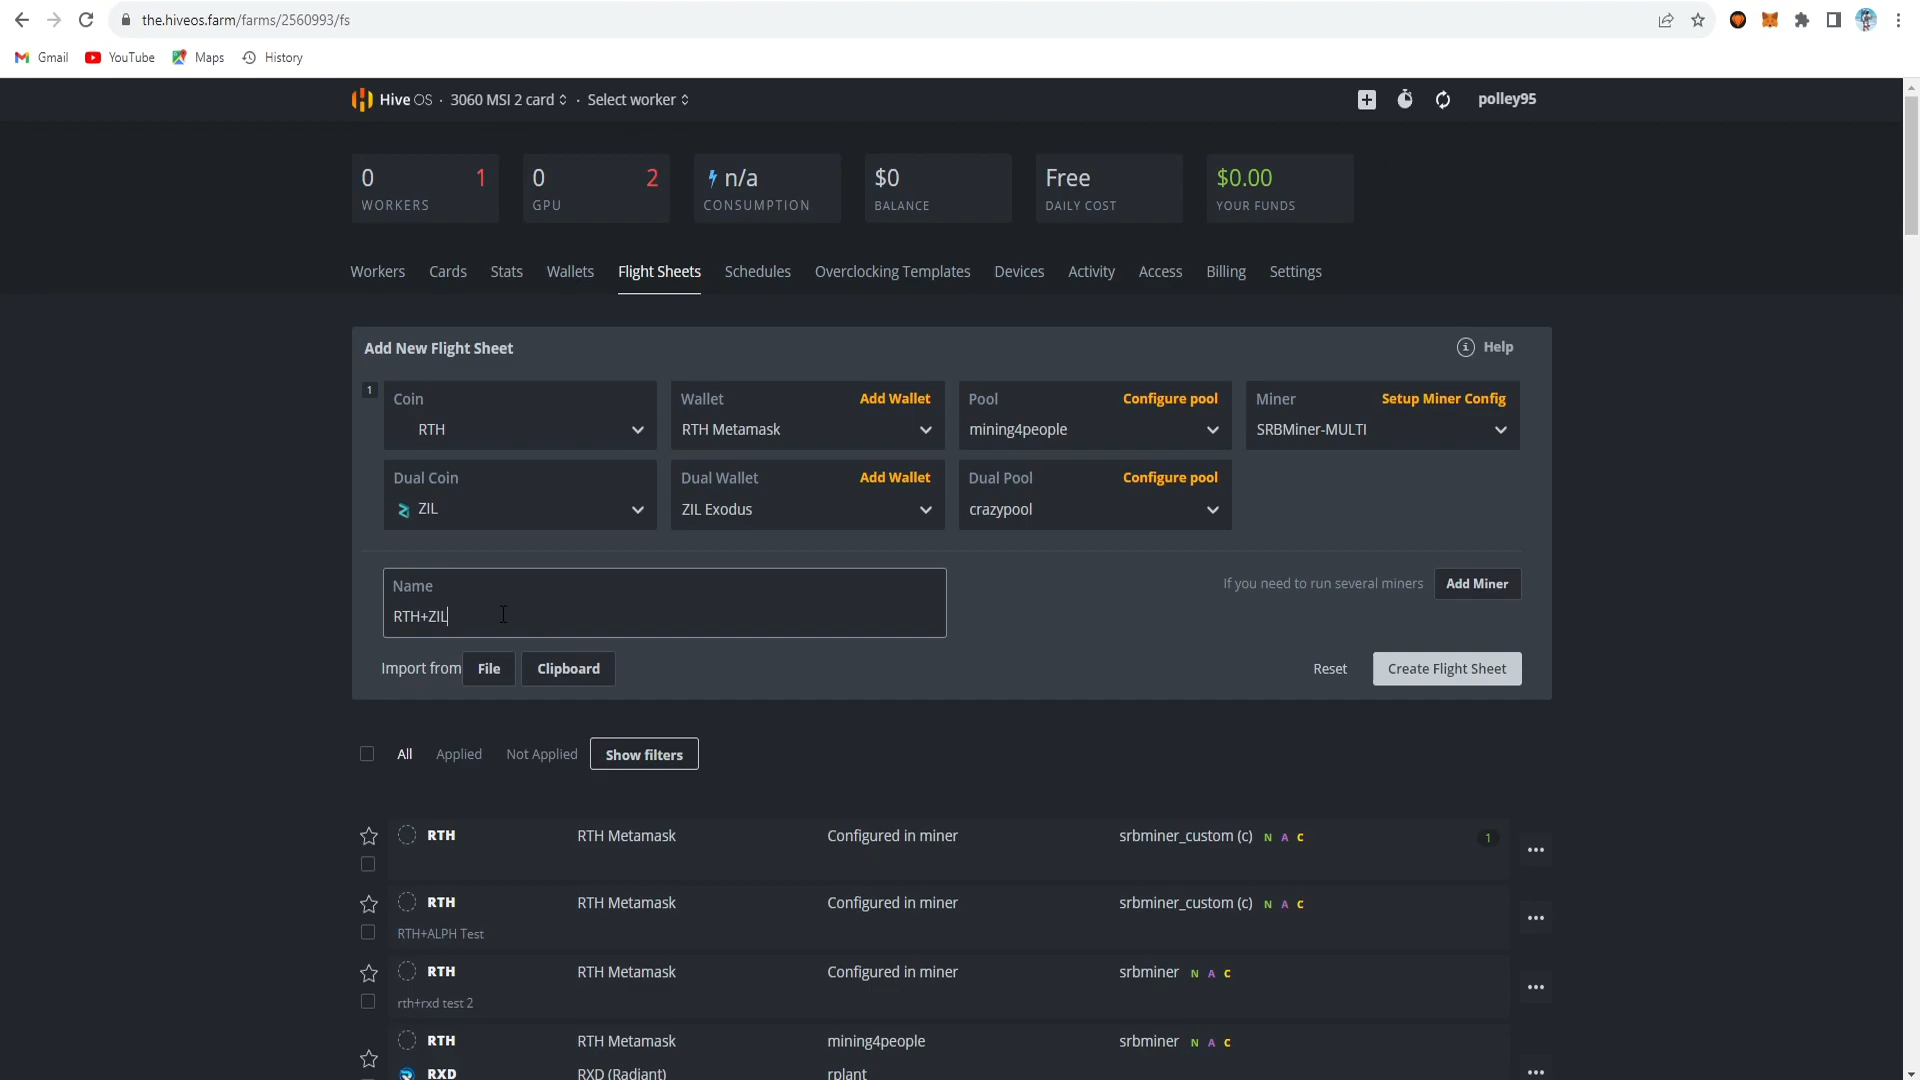 the.hiveos.farm/farms/2560993/fs
Gmail YouTube Maps History
Hive OS · 3060 MSI 2 card · Select worker polley95
0 1 0 2 n/a $0 Free $0.00
WORKERS GPU CONSUMPTION BALANCE DAILY COST YOUR FUNDS
Workers Cards Stats Wallets Flight Sheets Schedules Overclocking Templates Devices Activity Access Billing Settings
Add New Flight Sheet Help
1 Coin Wallet Add Wallet Pool Configure pool Miner Setup Miner Config
RTH RTH Metamask mining4people SRBMiner-MULTI
Dual Coin Dual Wallet Add Wallet Dual Pool Configure pool
ZIL ZIL Exodus crazypool
Name If you need to run several miners Add Miner
RTH+ZIL
Import from File Clipboard Reset Create Flight Sheet
All Applied Not Applied Show filters
RTH RTH Metamask Configured in miner srbminer_custom (c) N A C 1
RTH RTH Metamask Configured in miner srbminer_custom (c) N A C
RTH+ALPH Test
RTH RTH Metamask Configured in miner srbminer N A C
rth+rxd test 2
RTH RTH Metamask mining4people srbminer N A C
RXD RXD (Radiant) rplant